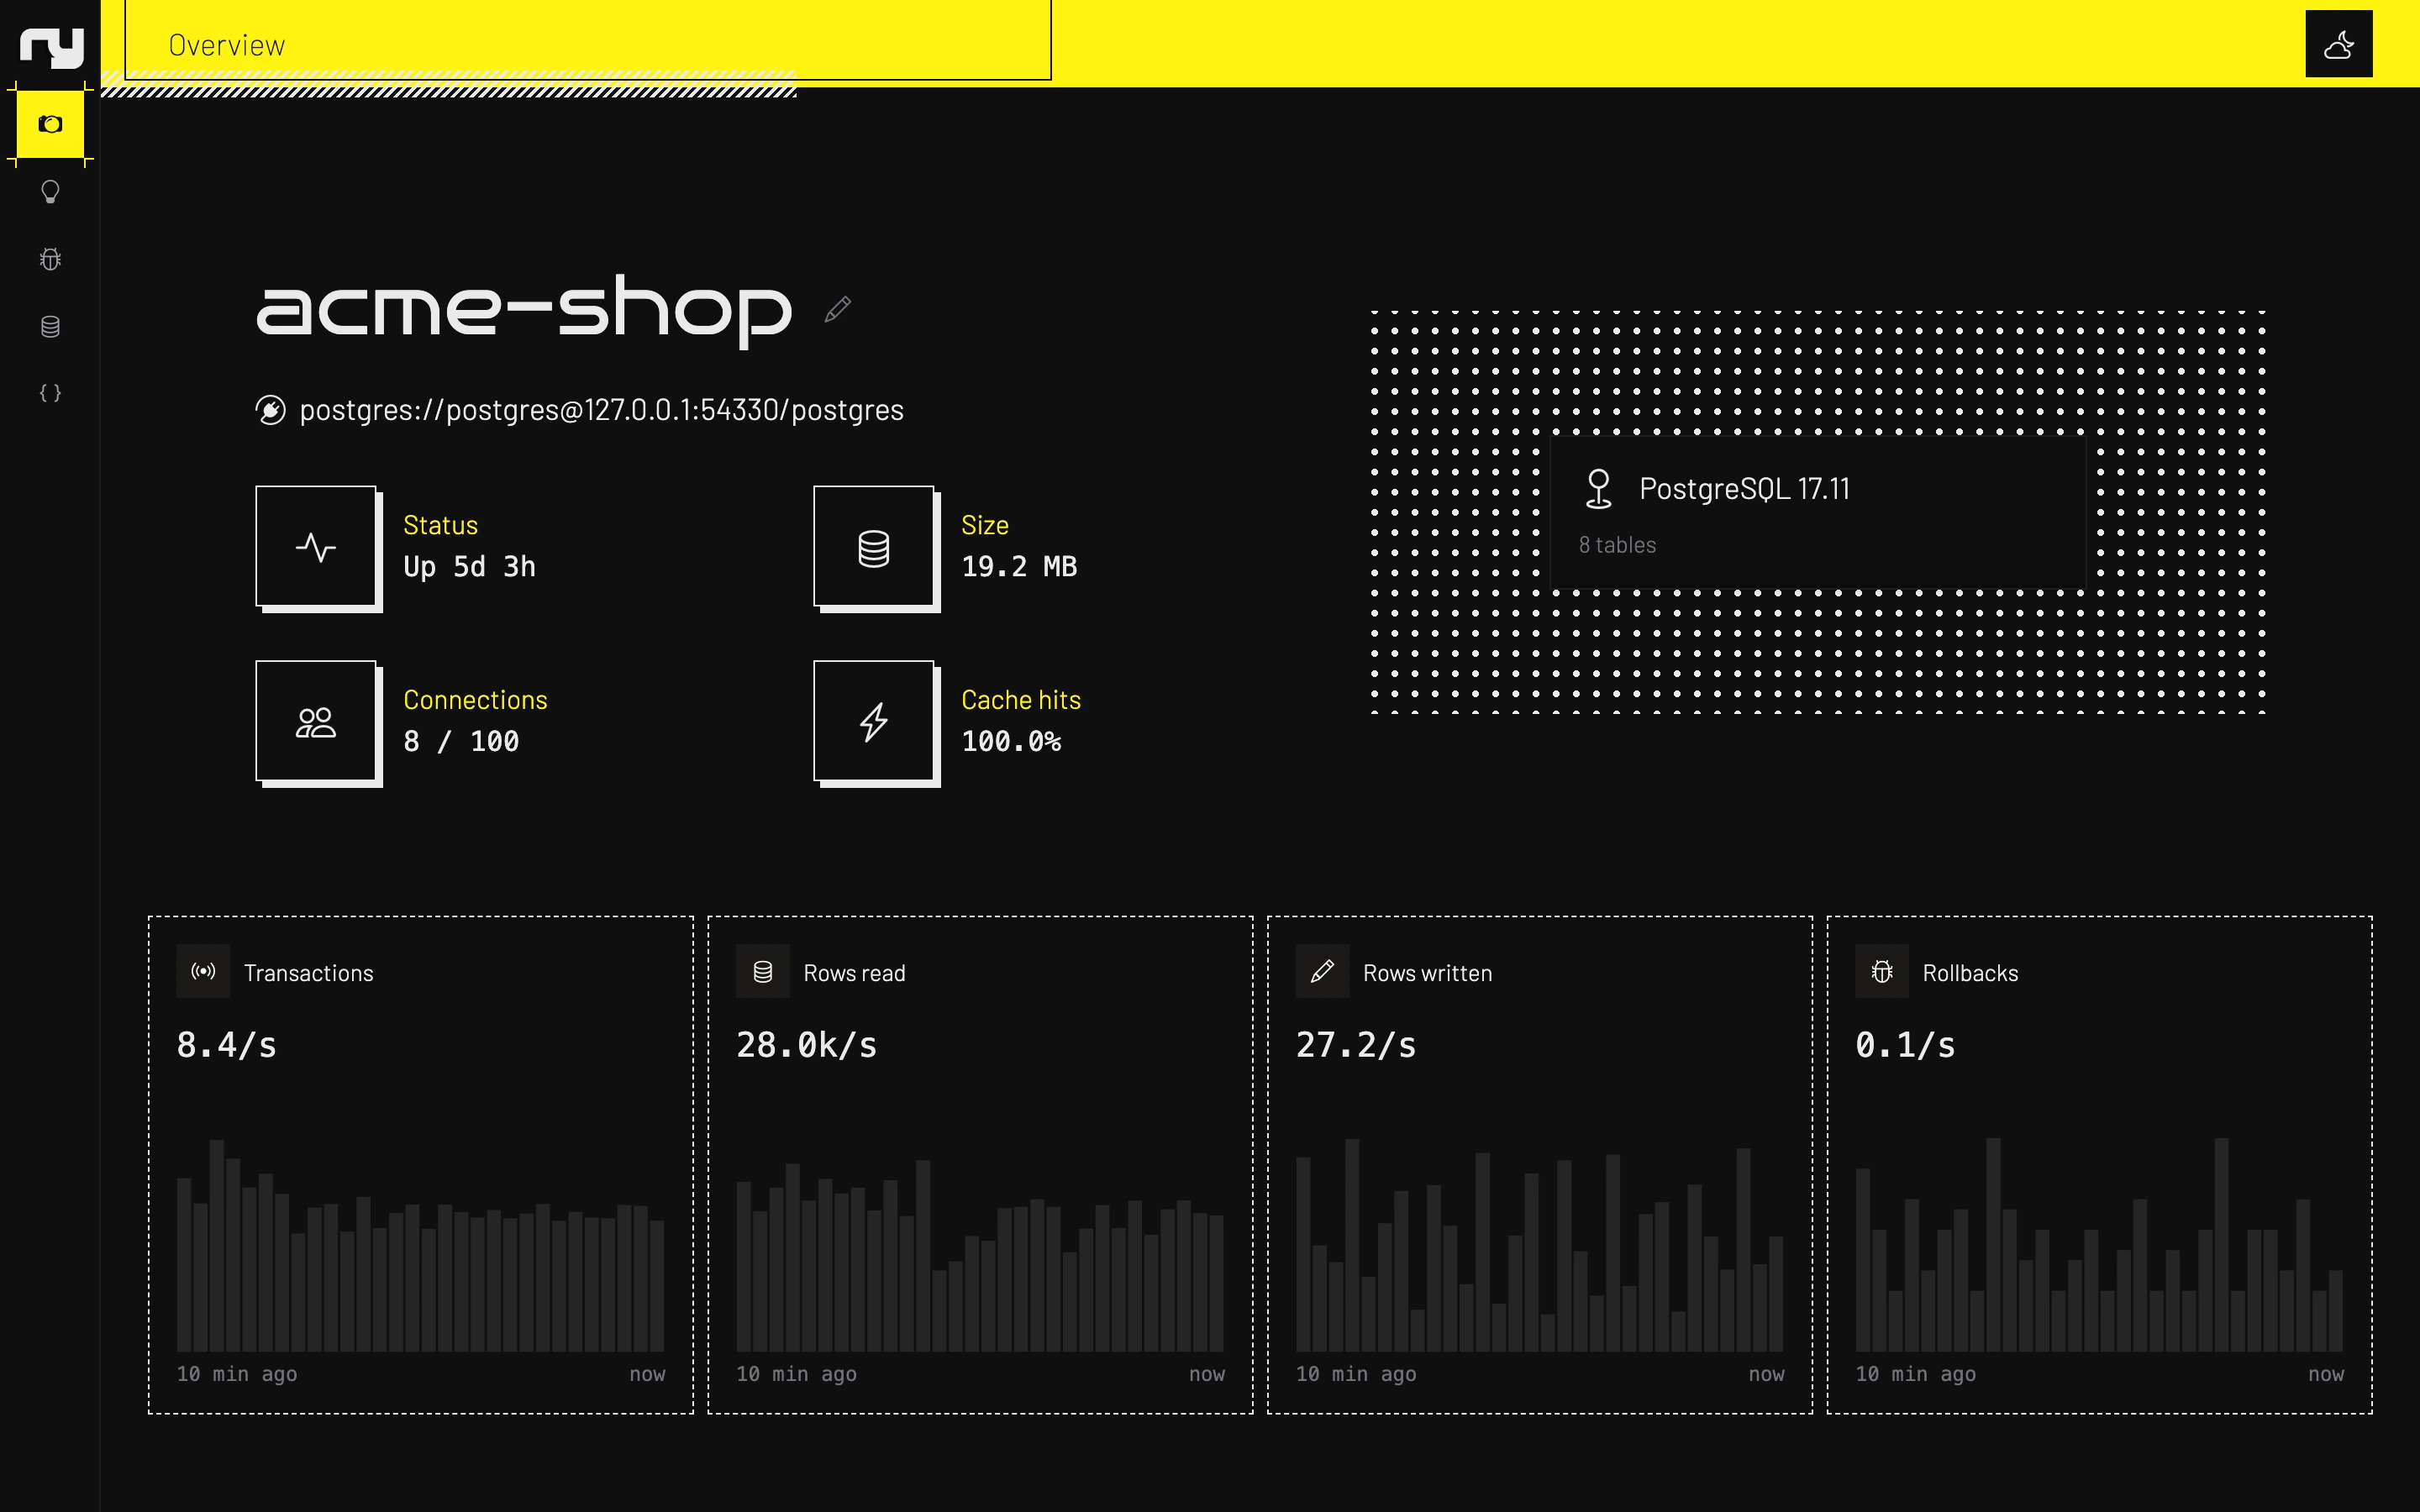 ry
Overview
acme-shop
postgres://postgres@127.0.0.1:54330/postgres
Status
Up 5d 3h
Size
19.2 MB
Connections
8 / 100
Cache hits
100.0%
PostgreSQL 17.11
8 tables
Transactions
8.4/s
10 min ago
now
Rows read
28.0k/s
10 min ago
now
Rows written
27.2/s
10 min ago
now
Rollbacks
0.1/s
10 min ago
now